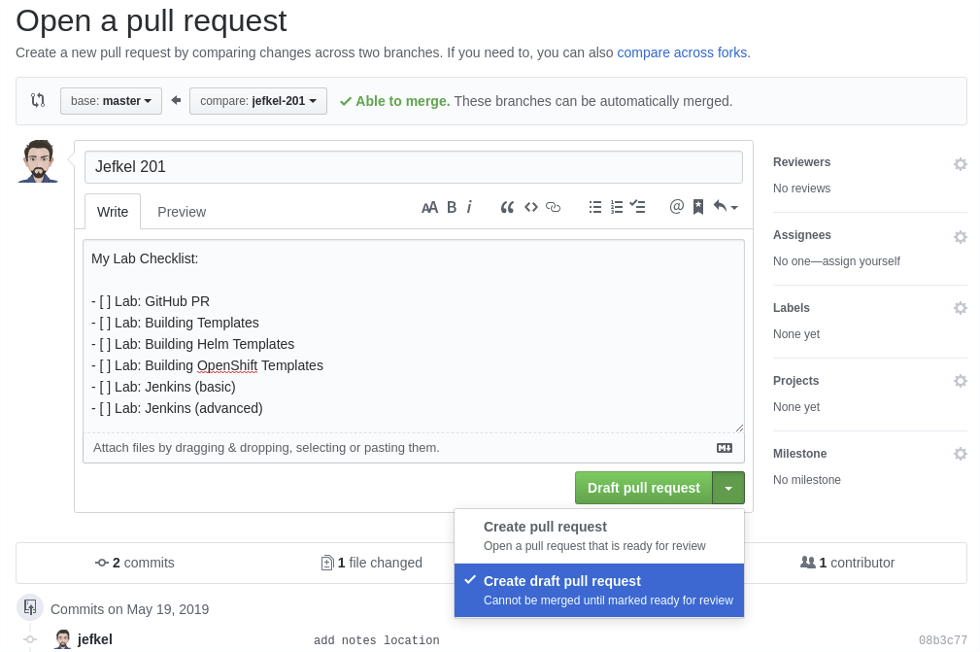 Open a pull request
Create a new pull request by comparing changes across two branches. If you need to, you can also compare across forks.
base: master compare: jefkel-201 Able to merge. These branches can be automatically merged.
Jefkel 201
Write Preview
My Lab Checklist:
- [ ] Lab: GitHub PR
- [ ] Lab: Building Templates
- [ ] Lab: Building Helm Templates
- [ ] Lab: Building OpenShift Templates
- [ ] Lab: Jenkins (basic)
- [ ] Lab: Jenkins (advanced)
Attach files by dragging & dropping, selecting or pasting them.
Draft pull request
Create pull request
Open a pull request that is ready for review
Create draft pull request
Cannot be merged until marked ready for review
Reviewers
No reviews
Assignees
No one—assign yourself
Labels
None yet
Projects
None yet
Milestone
No milestone
2 commits 1 file changed 1 contributor
Commits on May 19, 2019
jefkel add notes location 08b3c77